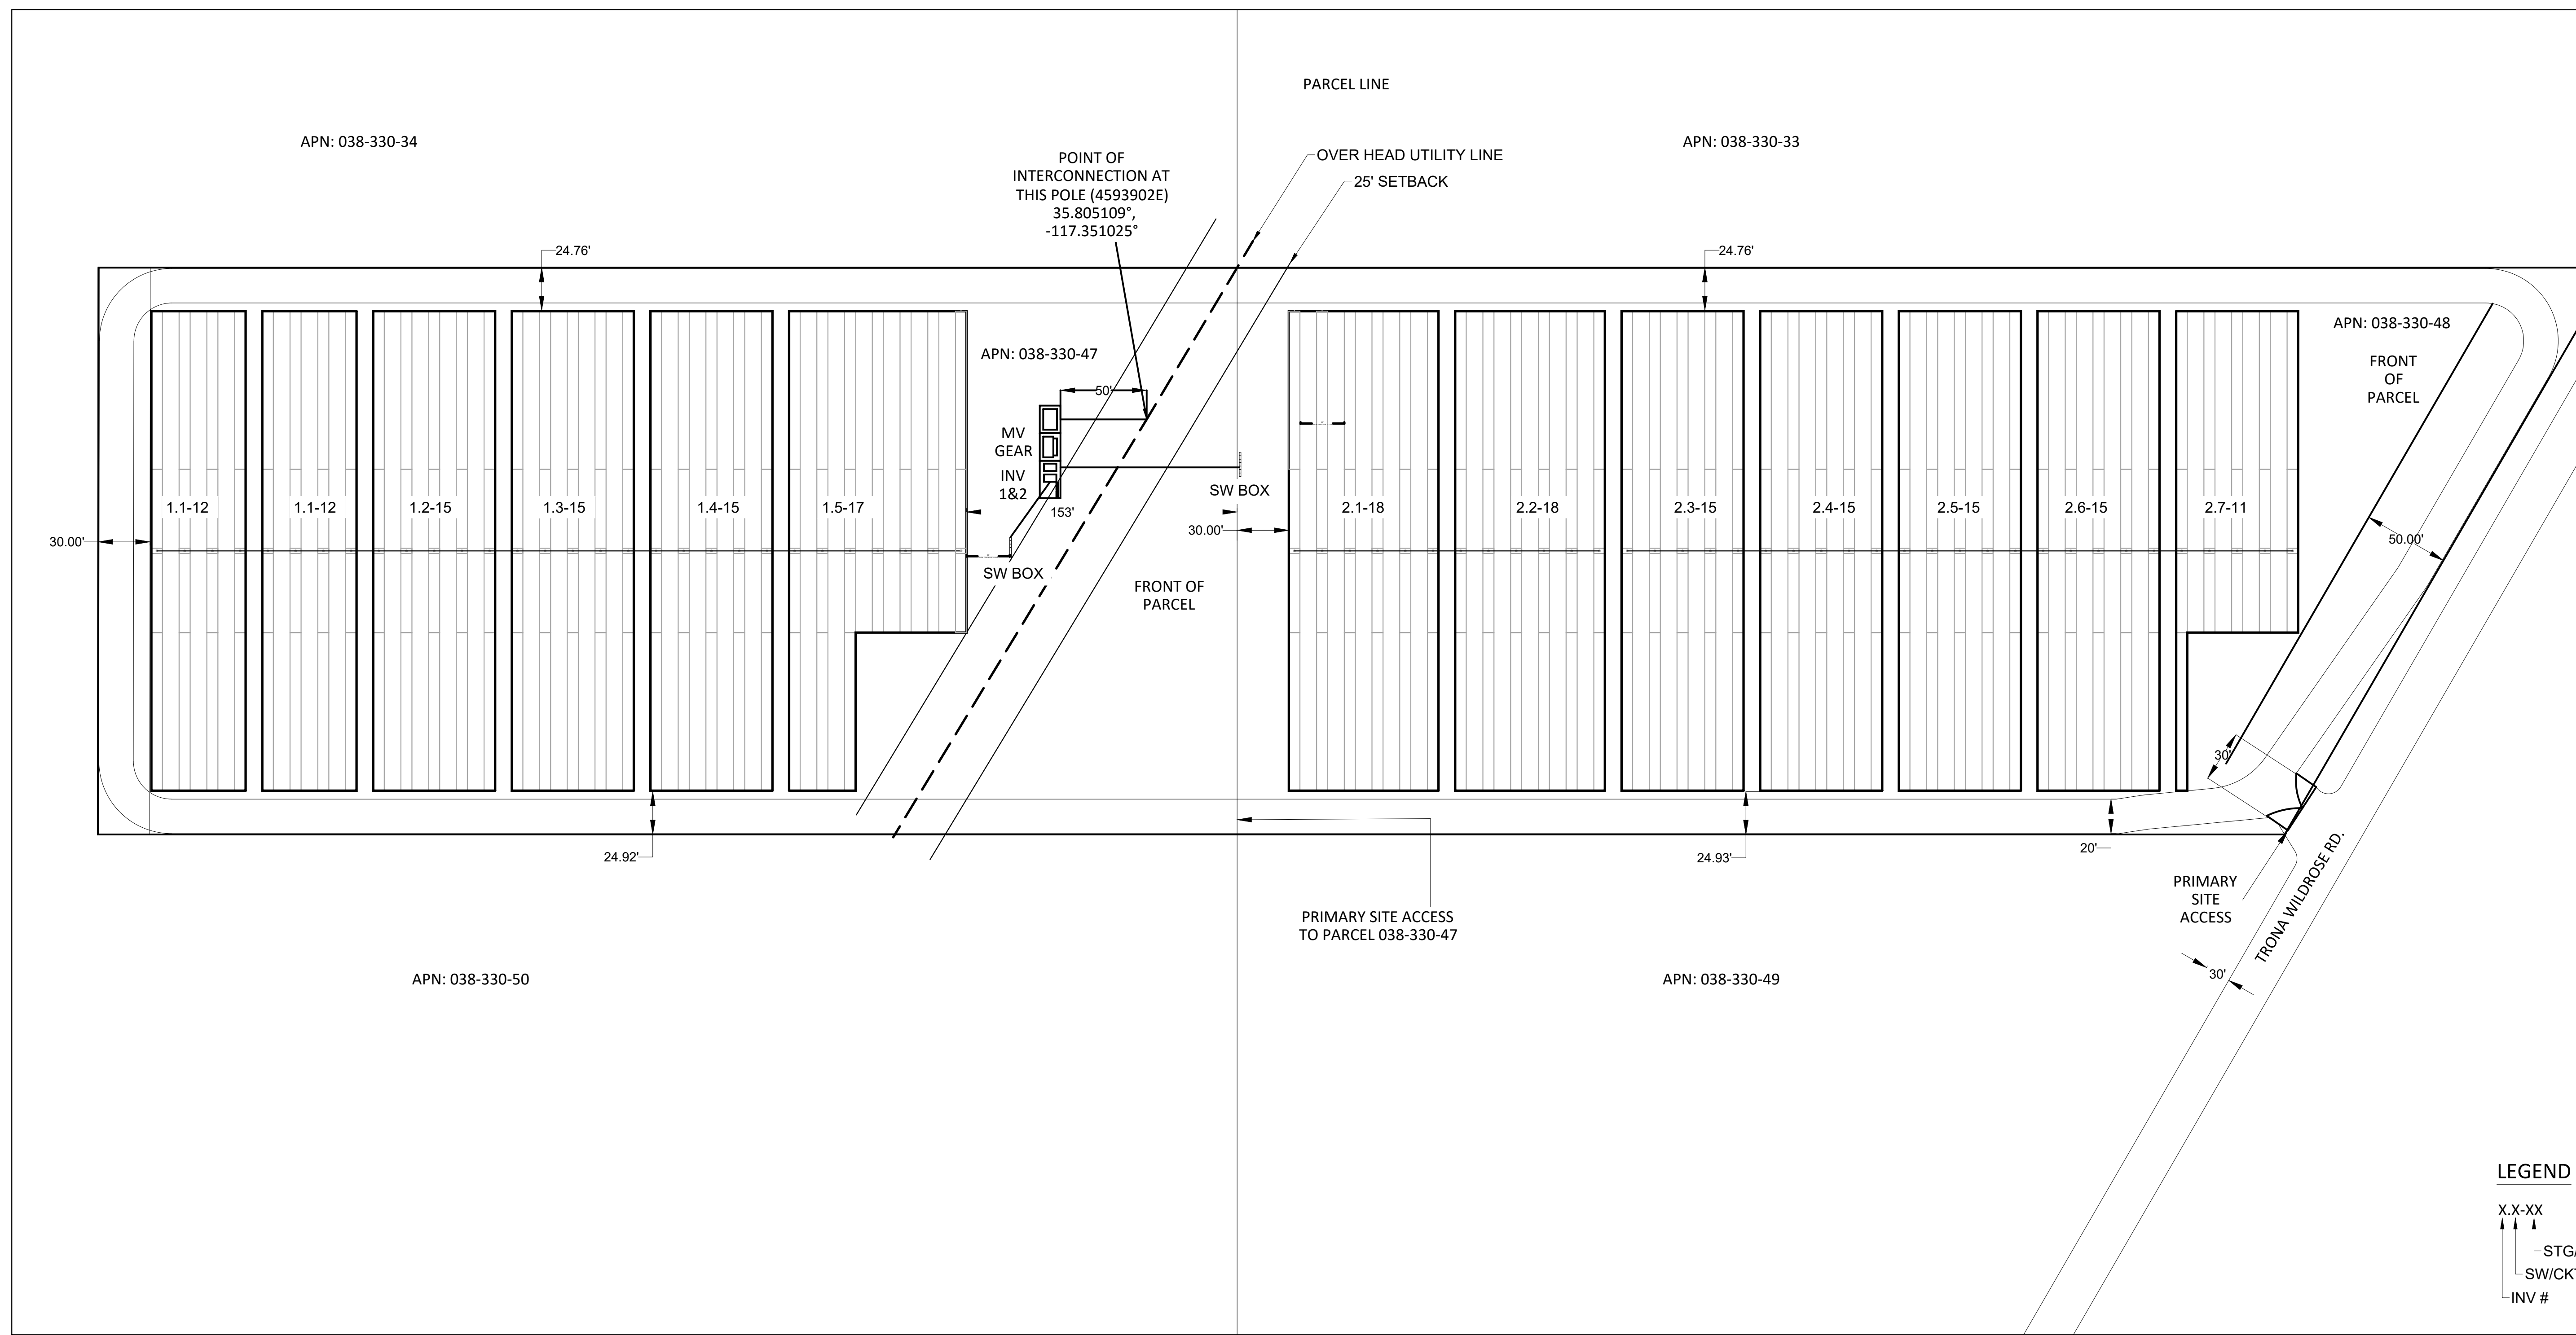 PARCEL LINE
APN: 038-330-34
APN: 038-330-33
OVER HEAD UTILITY LINE
25' SETBACK
POINT OF
INTERCONNECTION AT
THIS POLE (4593902E)
35.805109°,
-117.351025°
24.76'
24.76'
APN: 038-330-47
APN: 038-330-48
FRONT
OF
PARCEL
50'
MV
GEAR
INV
1&2
SW BOX
1.1-12
1.1-12
1.2-15
1.3-15
1.4-15
1.5-17
153'
2.1-18
2.2-18
2.3-15
2.4-15
2.5-15
2.6-15
2.7-11
30.00'
30.00'
50.00'
SW BOX
FRONT OF
PARCEL
30'
24.92'
24.93'
20'
PRIMARY
SITE
ACCESS
TRONA WILDROSE RD.
PRIMARY SITE ACCESS
TO PARCEL 038-330-47
30'
APN: 038-330-50
APN: 038-330-49
LEGEND
X.X-XX
STG/
SW/CKT
INV #